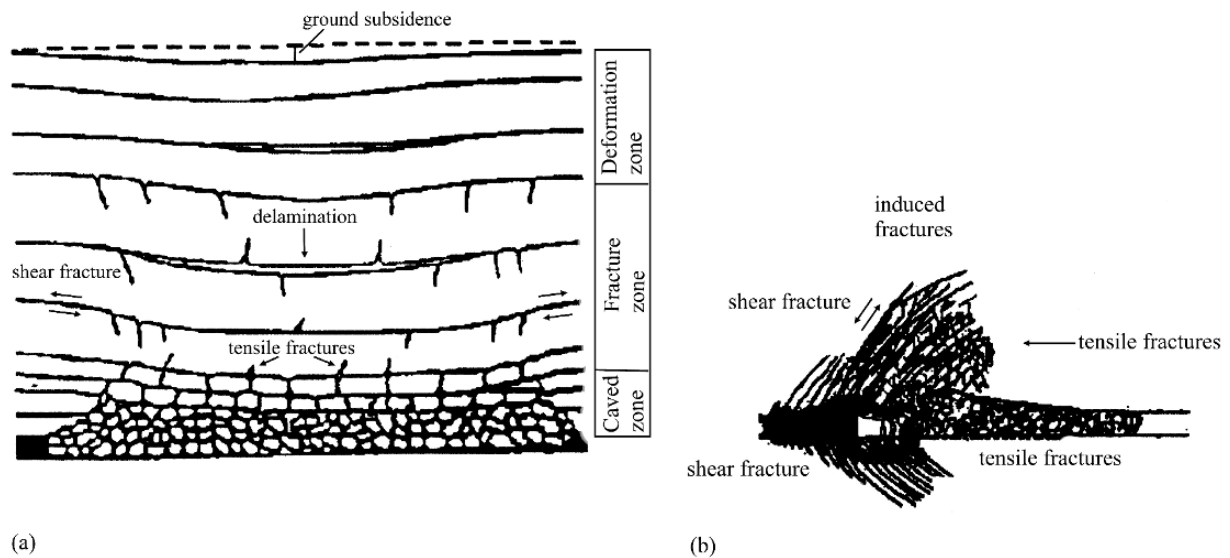 ground subsidence
Deformation
zone
delamination
shear fracture
Fracture
zone
tensile fractures
Caved
zone
(a)
induced
fractures
shear fracture
tensile fractures
shear fracture
tensile fractures
(b)